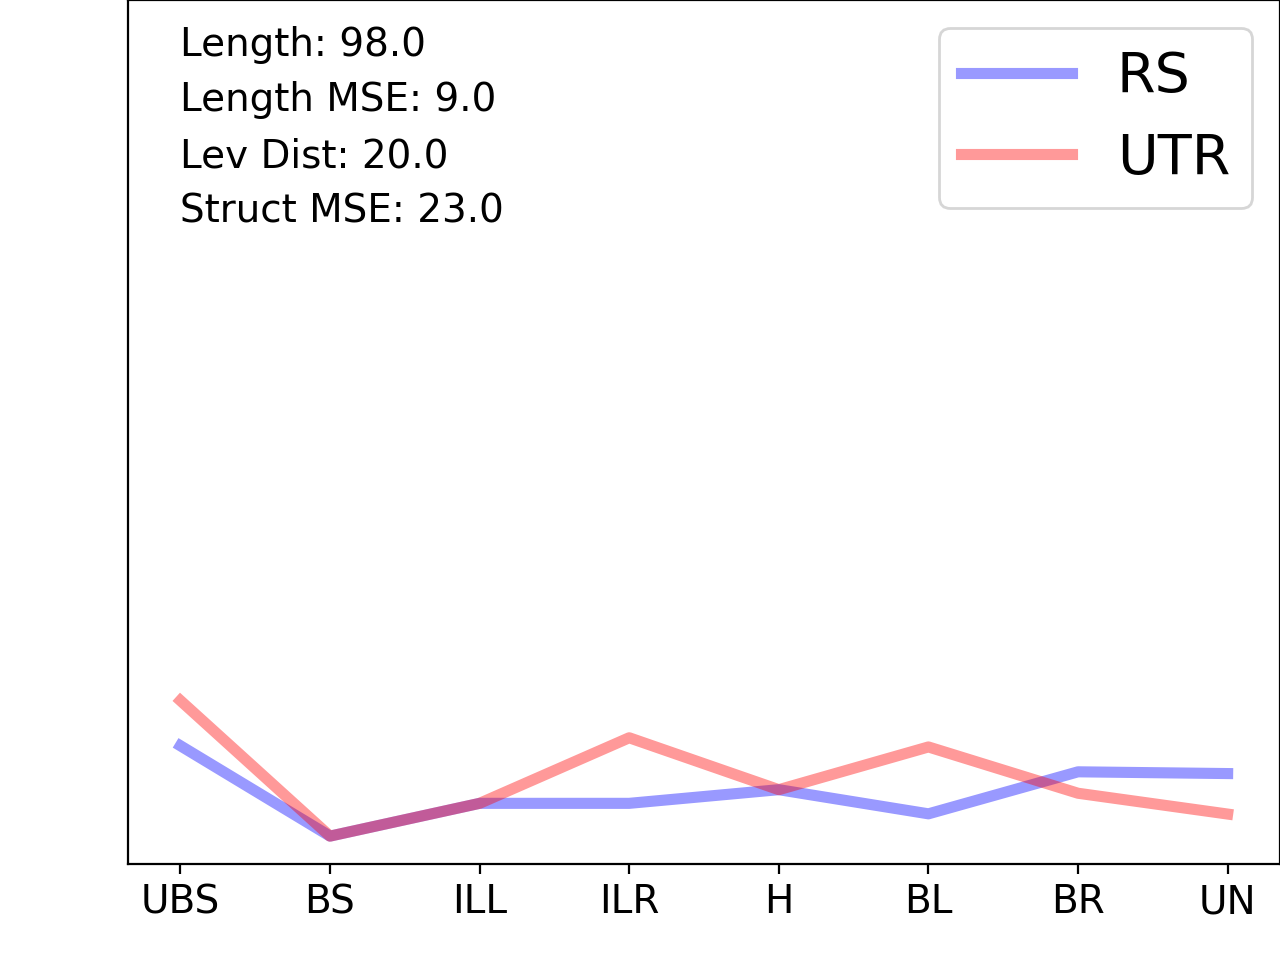 Length: 98.0
Length MSE: 9.0
Lev Dist: 20.0
Struct MSE: 23.0
RS
UTR
UBS BS ILL ILR H BL BR UN